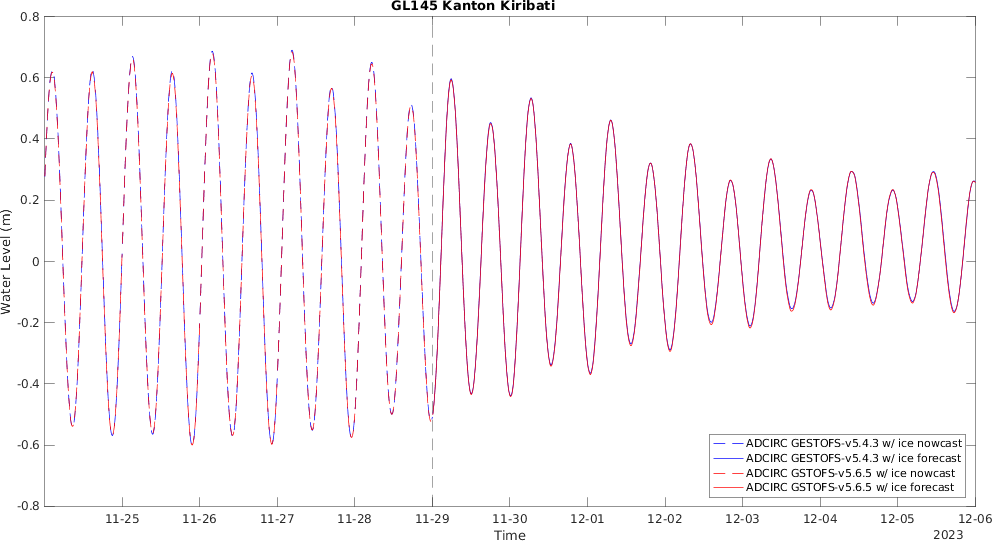 GL145 Kanton Kiribati
0.8
0.6
0.4
0.2
0
-0.2
-0.4
-0.6
-0.8
Water Level (m)
11-25 11-26 11-27 11-28 11-29 11-30 12-01 12-02 12-03 12-04 12-05 12-06
Time
2023
ADCIRC GESTOFS-v5.4.3 w/ ice nowcast
ADCIRC GESTOFS-v5.4.3 w/ ice forecast
ADCIRC GSTOFS-v5.6.5 w/ ice nowcast
ADCIRC GSTOFS-v5.6.5 w/ ice forecast